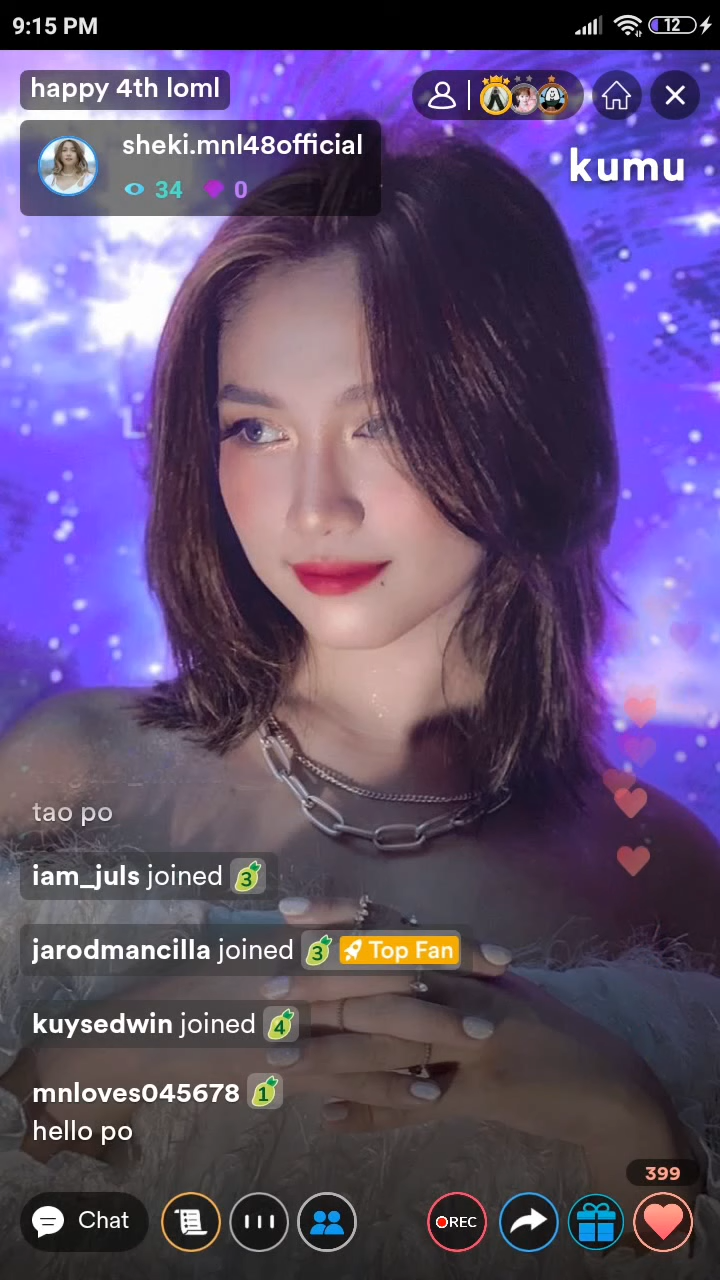 9:15 PM
12
happy 4th loml
sheki.mnl48official
34 0
kumu
tao po
iam_juls joined 3
jarodmancilla joined 3 Top Fan
kuysedwin joined 4
mnloves045678 1
hello po
399
Chat
REC